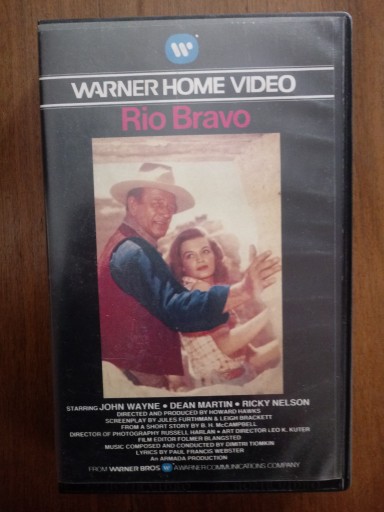 WARNER HOME VIDEO
Rio Bravo
STARRING JOHN WAYNE • DEAN MARTIN • RICKY NELSON
DIRECTED AND PRODUCED BY HOWARD HAWKS
SCREENPLAY BY JULES FURTHMAN & LEIGH BRACKETT
FROM A SHORT STORY BY B. H. McCAMPBELL
DIRECTOR OF PHOTOGRAPHY RUSSELL HARLAN • ART DIRECTOR LEO K. KUTER
FILM EDITOR FOLMER BLANGSTED
MUSIC COMPOSED AND CONDUCTED BY DIMITRI TIOMKIN
LYRICS BY PAUL FRANCIS WEBSTER
An ARMADA PRODUCTION
FROM WARNER BROS A WARNER COMMUNICATIONS COMPANY